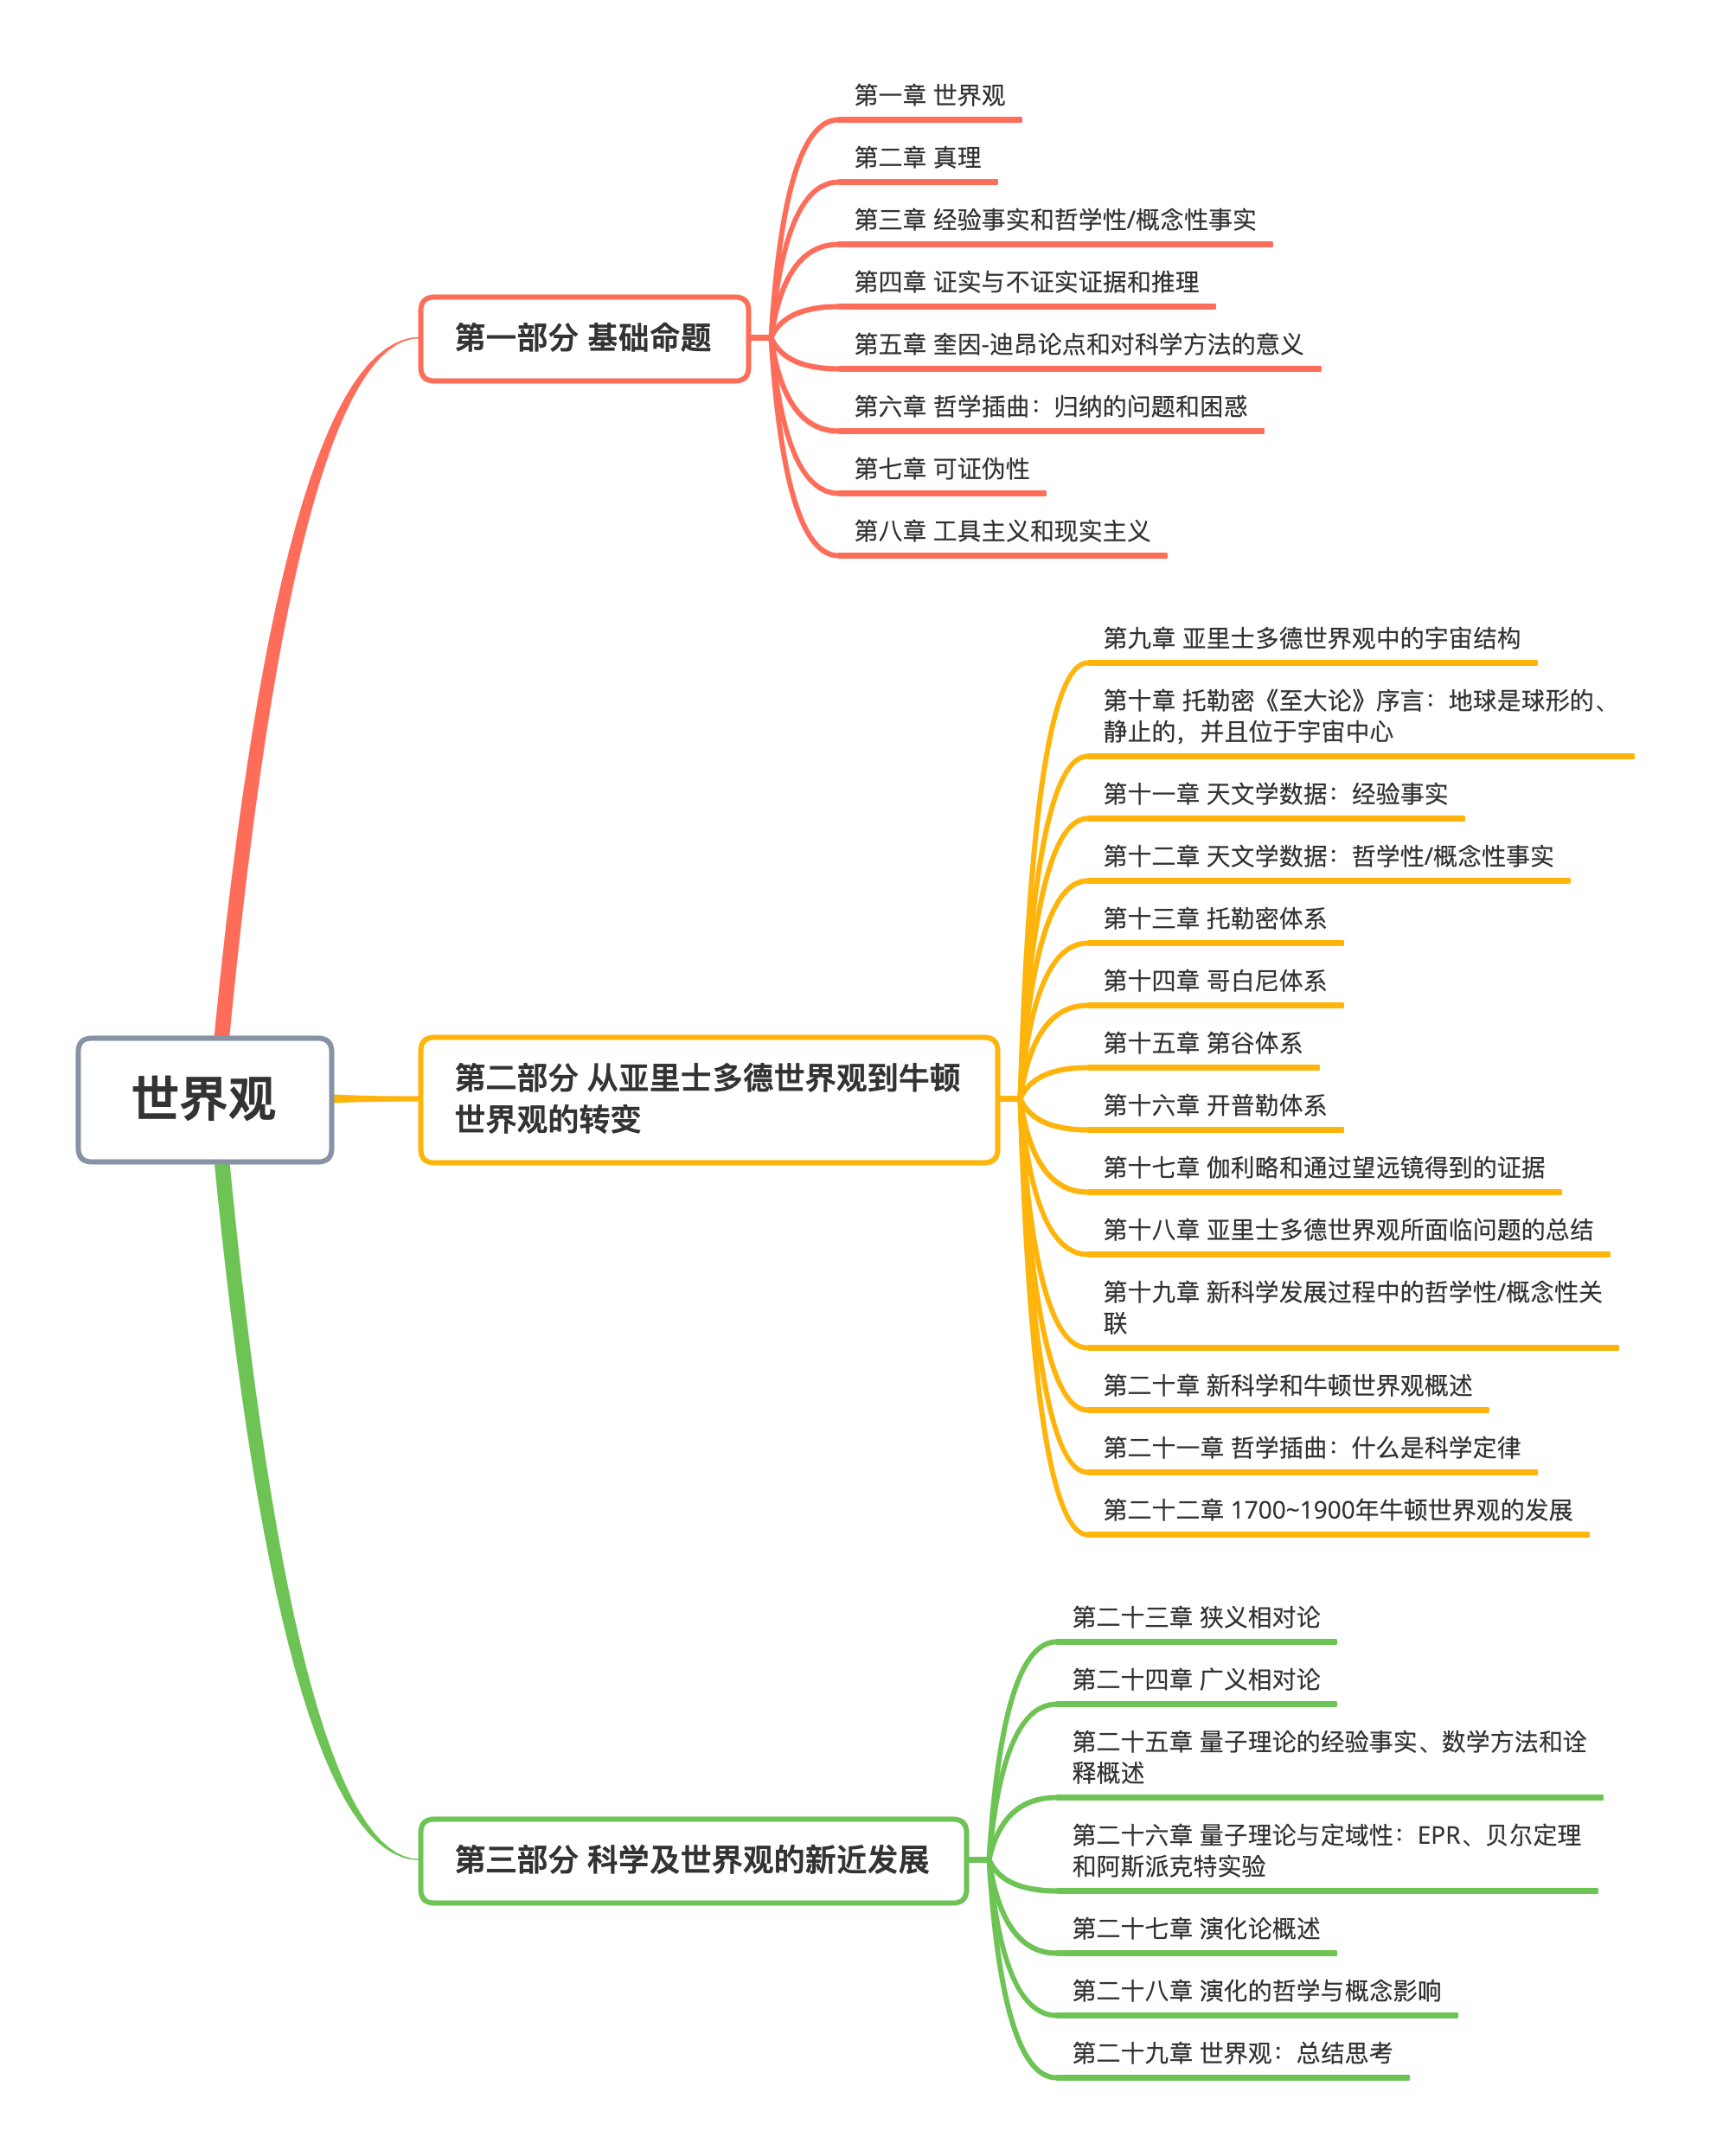 世界观
第一部分 基础命题
第一章 世界观
第二章 真理
第三章 经验事实和哲学性/概念性事实
第四章 证实与不证实证据和推理
第五章 奎因-迪昂论点和对科学方法的意义
第六章 哲学插曲：归纳的问题和困惑
第七章 可证伪性
第八章 工具主义和现实主义
第二部分 从亚里士多德世界观到牛顿
世界观的转变
第九章 亚里士多德世界观中的宇宙结构
第十章 托勒密《至大论》序言：地球是球形的、
静止的，并且位于宇宙中心
第十一章 天文学数据：经验事实
第十二章 天文学数据：哲学性/概念性事实
第十三章 托勒密体系
第十四章 哥白尼体系
第十五章 第谷体系
第十六章 开普勒体系
第十七章 伽利略和通过望远镜得到的证据
第十八章 亚里士多德世界观所面临问题的总结
第十九章 新科学发展过程中的哲学性/概念性关
联
第二十章 新科学和牛顿世界观概述
第二十一章 哲学插曲：什么是科学定律
第二十二章 1700~1900年牛顿世界观的发展
第三部分 科学及世界观的新近发展
第二十三章 狭义相对论
第二十四章 广义相对论
第二十五章 量子理论的经验事实、数学方法和诠
释概述
第二十六章 量子理论与定域性：EPR、贝尔定理
和阿斯派克特实验
第二十七章 演化论概述
第二十八章 演化的哲学与概念影响
第二十九章 世界观：总结思考